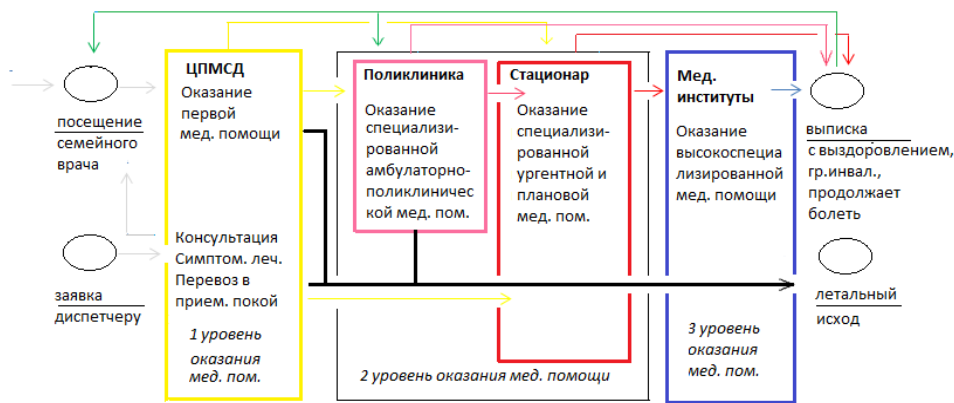 посещение
семейного
врача
заявка
диспетчеру
ЦПМСД
Оказание
первой
мед. помощи
Консультация
Симптом. леч.
Перевоз в
прием. покой
1 уровень
оказания
мед. пом.
Поликлиника
Оказание
специализи-
рованной
амбулаторно-
поликлиничес
кой мед. пом.
Стационар
Оказание
специализи-
рованной
ургентной и
плановой
мед. пом.
2 уровень оказания мед. помощи
Мед.
институты
Оказание
высокоспециа
лизированной
мед. помощи
3 уровень
оказания
мед. пом.
выписка
с выздоровлением,
гр.инвал.,
продолжает
болеть
летальный
исход